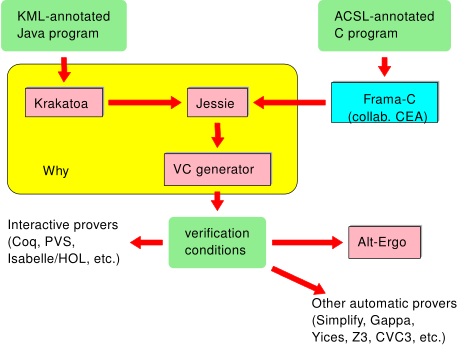 KML-annotated
Java program
ACSL-annotated
C program
Krakatoa
Jessie
Frama-C
(collab. CEA)
Why
VC generator
Interactive provers
(Coq, PVS,
Isabelle/HOL, etc.)
verification
conditions
Alt-Ergo
Other automatic provers
(Simplify, Gappa,
Yices, Z3, CVC3, etc.)